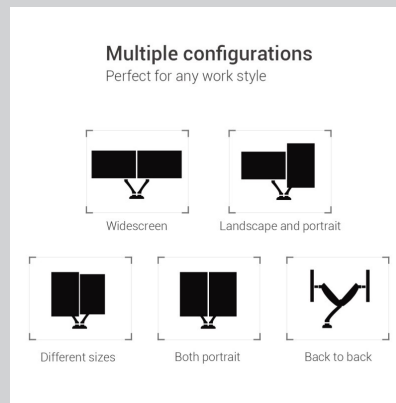 Multiple configurations
Perfect for any work style
Widescreen
Landscape and portrait
Different sizes
Both portrait
Back to back